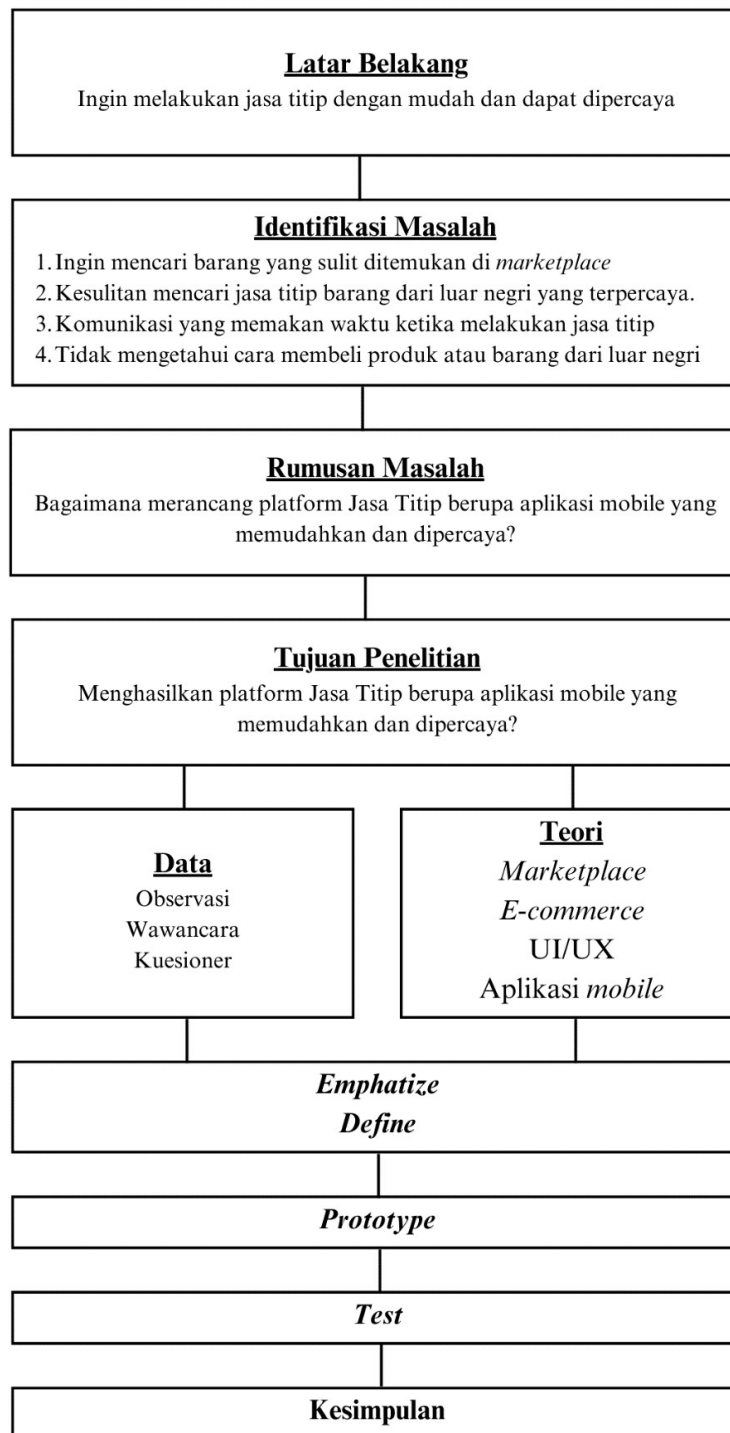 Latar Belakang
Ingin melakukan jasa titip dengan mudah dan dapat dipercaya
Identifikasi Masalah
1. Ingin mencari barang yang sulit ditemukan di marketplace
2. Kesulitan mencari jasa titip barang dari luar negri yang terpercaya.
3. Komunikasi yang memakan waktu ketika melakukan jasa titip
4. Tidak mengetahui cara membeli produk atau barang dari luar negri
Rumusan Masalah
Bagaimana merancang platform Jasa Titip berupa aplikasi mobile yang
memudahkan dan dipercaya?
Tujuan Penelitian
Menghasilkan platform Jasa Titip berupa aplikasi mobile yang
memudahkan dan dipercaya?
Data
Observasi
Wawancara
Kuesioner
Teori
Marketplace
E-commerce
UI/UX
Aplikasi mobile
Emphatize
Define
Prototype
Test
Kesimpulan